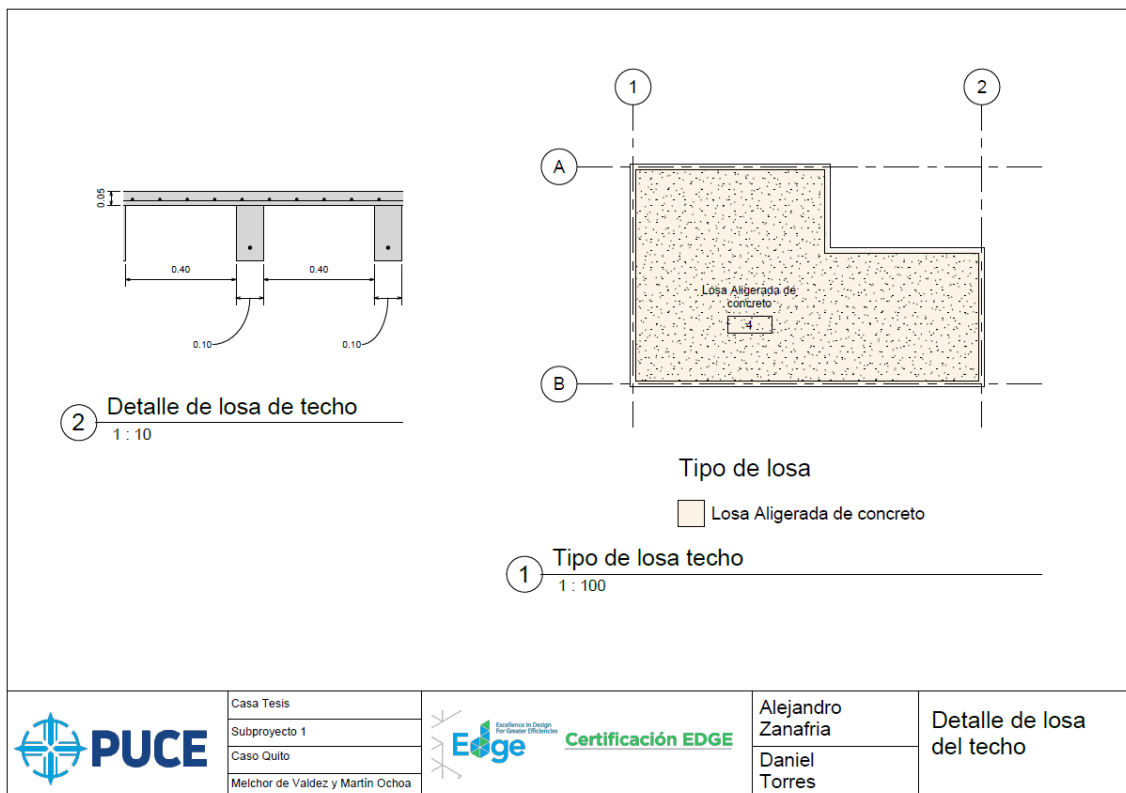 1
2
A
B
0.05
0.40
0.40
0.10
0.10
2
Detalle de losa de techo
1 : 10
Losa Aligerada de
concreto
4
Tipo de losa
Losa Aligerada de concreto
1
Tipo de losa techo
1 : 100
PUCE
Casa Tesis
Subproyecto 1
Caso Quito
Melchor de Valdez y Martín Ochoa
Edge
Excellence In Design
For Greater Efficiencies
Certificación EDGE
Alejandro
Zanafria
Daniel
Torres
Detalle de losa
del techo